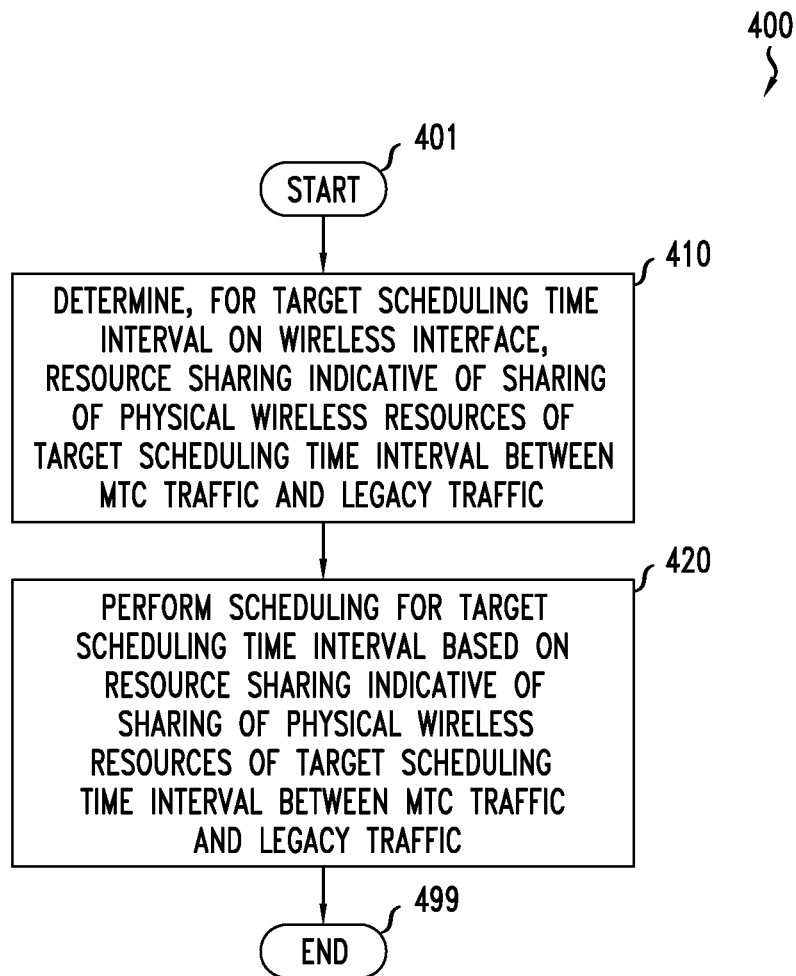 400
401
START
410
DETERMINE, FOR TARGET SCHEDULING TIME
INTERVAL ON WIRELESS INTERFACE,
RESOURCE SHARING INDICATIVE OF SHARING
OF PHYSICAL WIRELESS RESOURCES OF
TARGET SCHEDULING TIME INTERVAL BETWEEN
MTC TRAFFIC AND LEGACY TRAFFIC
420
PERFORM SCHEDULING FOR TARGET
SCHEDULING TIME INTERVAL BASED ON
RESOURCE SHARING INDICATIVE OF
SHARING OF PHYSICAL WIRELESS
RESOURCES OF TARGET SCHEDULING
TIME INTERVAL BETWEEN MTC TRAFFIC
AND LEGACY TRAFFIC
499
END